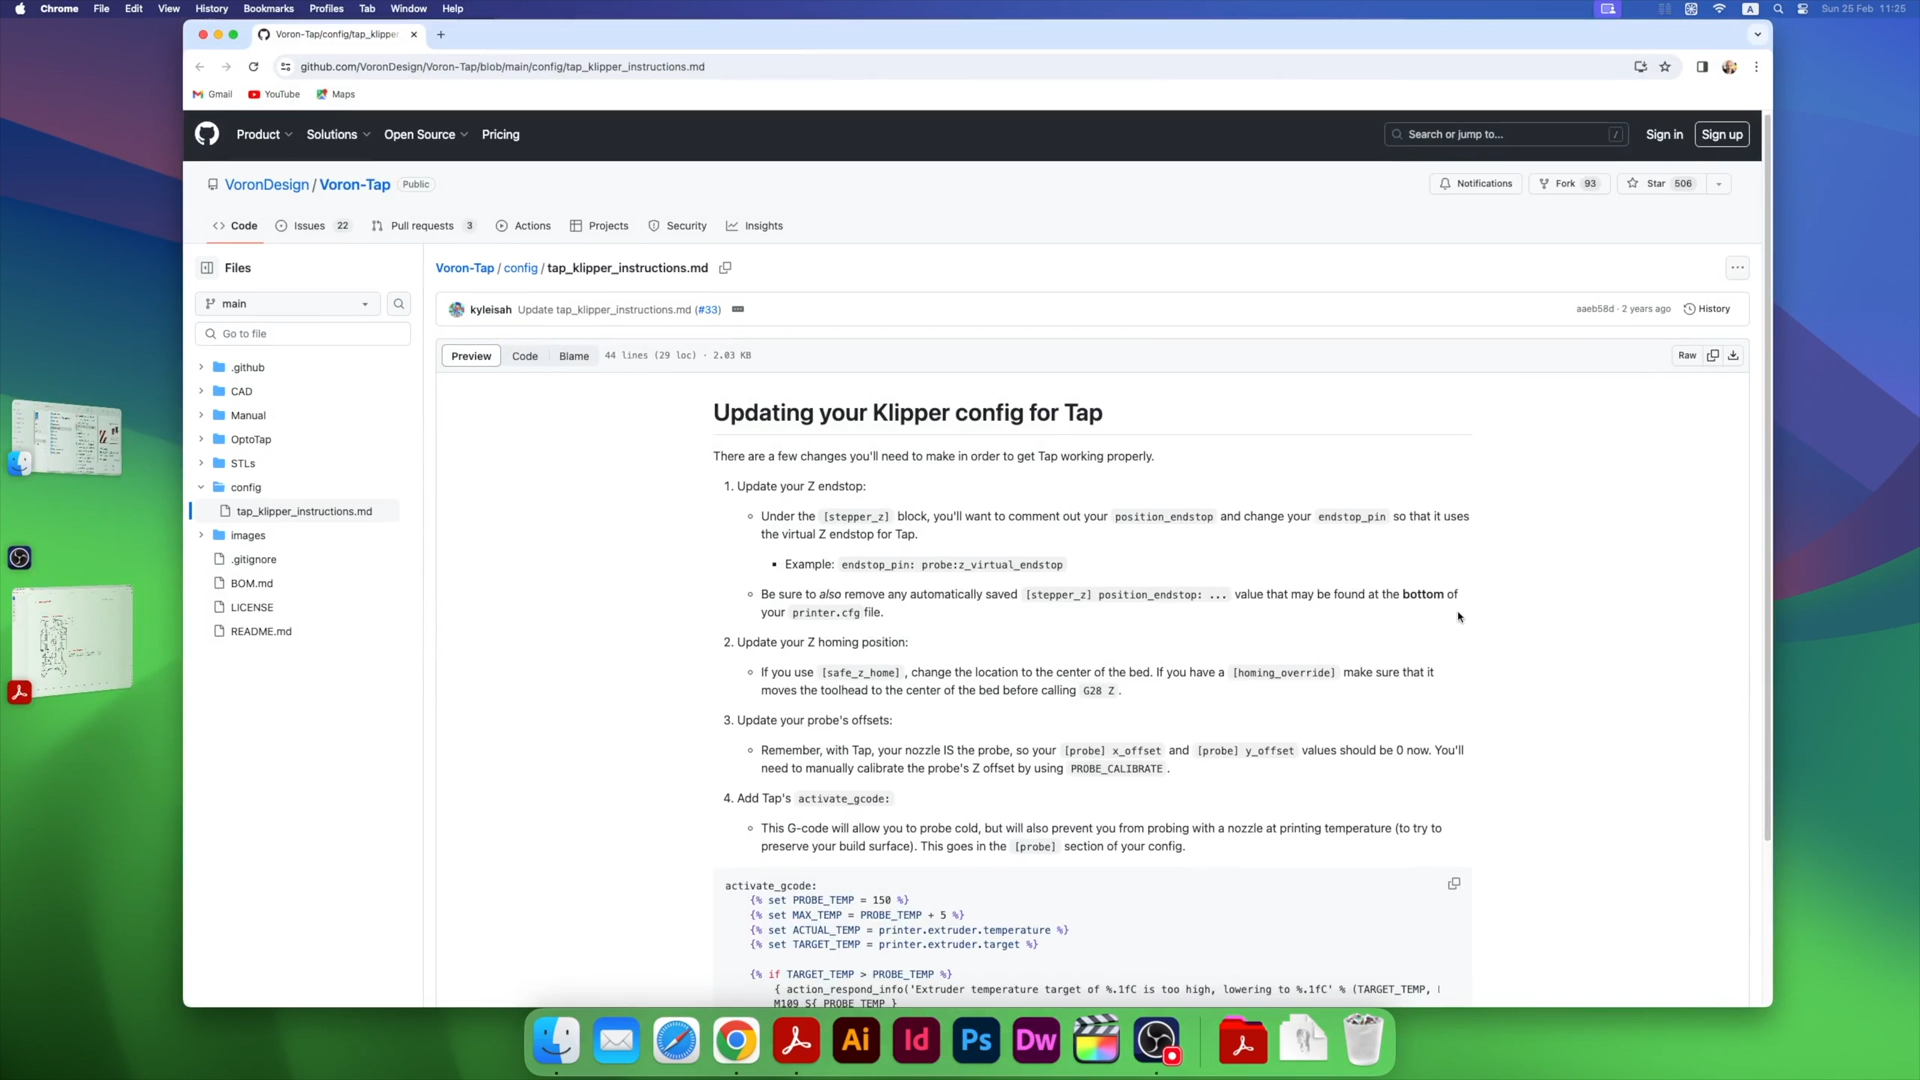 Chrome File Edit View History Bookmarks Profiles Tab Window Help
A Sun 25 Feb 11:25
Voron-Tap/config/tap_klipper
github.com/VoronDesign/Voron-Tap/blob/main/config/tap_klipper_instructions.md
Gmail YouTube Maps
Product Solutions Open Source Pricing Search or jump to... / Sign in Sign up
VoronDesign / Voron-Tap Public Notifications Fork 93 Star 506
Code Issues 22 Pull requests 3 Actions Projects Security Insights
Files
main
Go to file
.github
CAD
Manual
OptoTap
STLs
config
tap_klipper_instructions.md
images
.gitignore
BOM.md
LICENSE
README.md
Voron-Tap / config / tap_klipper_instructions.md
kyleisah Update tap_klipper_instructions.md (#33) aaeb58d · 2 years ago History
Preview Code Blame 44 lines (29 loc) · 2.03 KB Raw
Updating your Klipper config for Tap
There are a few changes you'll need to make in order to get Tap working properly.
1. Update your Z endstop:
Under the [stepper_z] block, you'll want to comment out your position_endstop and change your endstop_pin so that it uses
the virtual Z endstop for Tap.
Example: endstop_pin: probe:z_virtual_endstop
Be sure to also remove any automatically saved [stepper_z] position_endstop: ... value that may be found at the bottom of
your printer.cfg file.
2. Update your Z homing position:
If you use [safe_z_home] , change the location to the center of the bed. If you have a [homing_override] make sure that it
moves the toolhead to the center of the bed before calling G28 Z .
3. Update your probe's offsets:
Remember, with Tap, your nozzle IS the probe, so your [probe] x_offset and [probe] y_offset values should be 0 now. You'll
need to manually calibrate the probe's Z offset by using PROBE_CALIBRATE .
4. Add Tap's activate_gcode:
This G-code will allow you to probe cold, but will also prevent you from probing with a nozzle at printing temperature (to try to
preserve your build surface). This goes in the [probe] section of your config.
activate_gcode:
{% set PROBE_TEMP = 150 %}
{% set MAX_TEMP = PROBE_TEMP + 5 %}
{% set ACTUAL_TEMP = printer.extruder.temperature %}
{% set TARGET_TEMP = printer.extruder.target %}
{% if TARGET_TEMP > PROBE_TEMP %}
{ action_respond_info('Extruder temperature target of %.1fC is too high, lowering to %.1fC' % (TARGET_TEMP,
M109 S{ PROBE_TEMP }
Ai Id Ps Dw